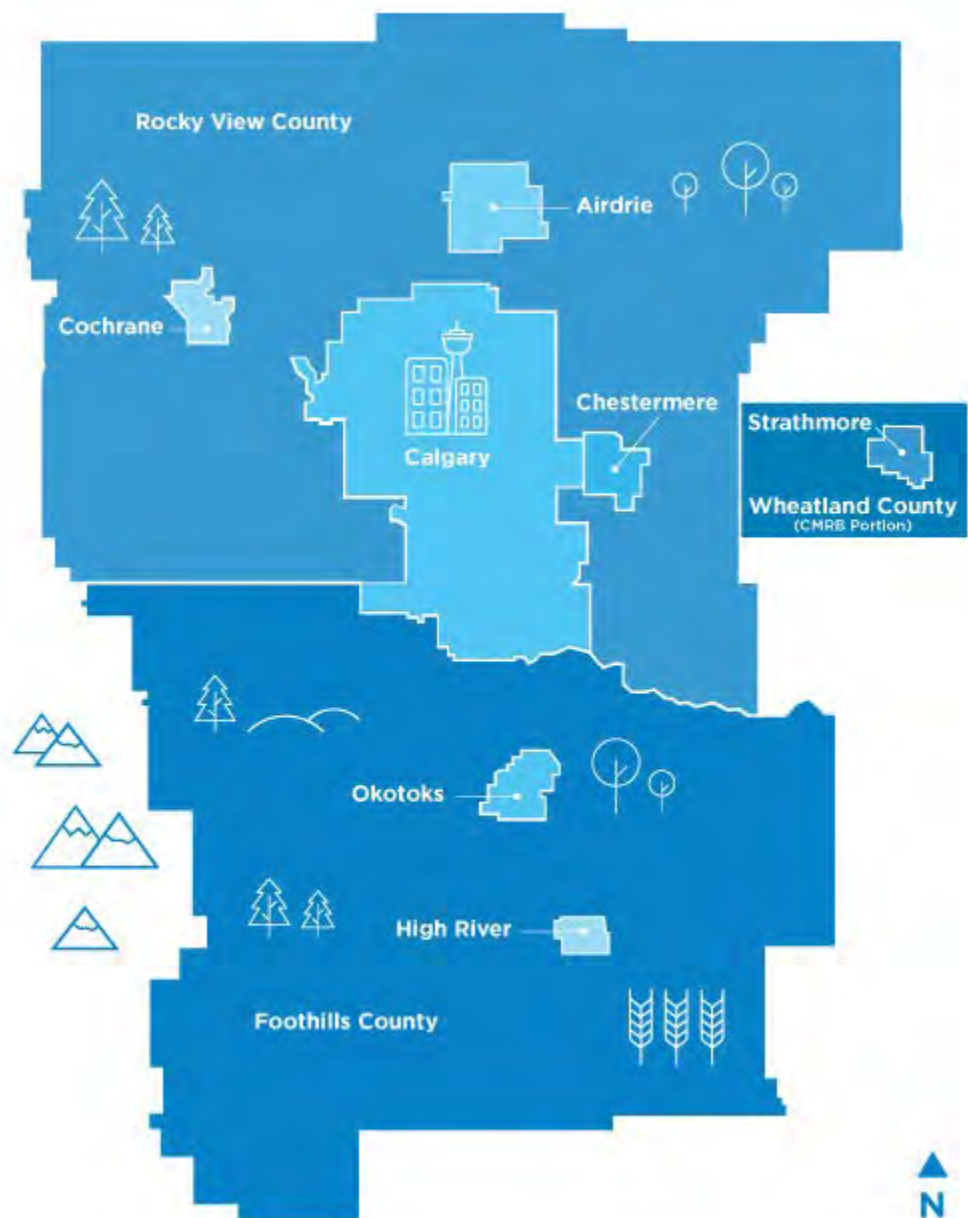 Rocky View County
Airdrie
Cochrane
Chestermere
Calgary
Strathmore
Wheatland County
(CMRB Portion)
Okotoks
High River
Foothills County
N